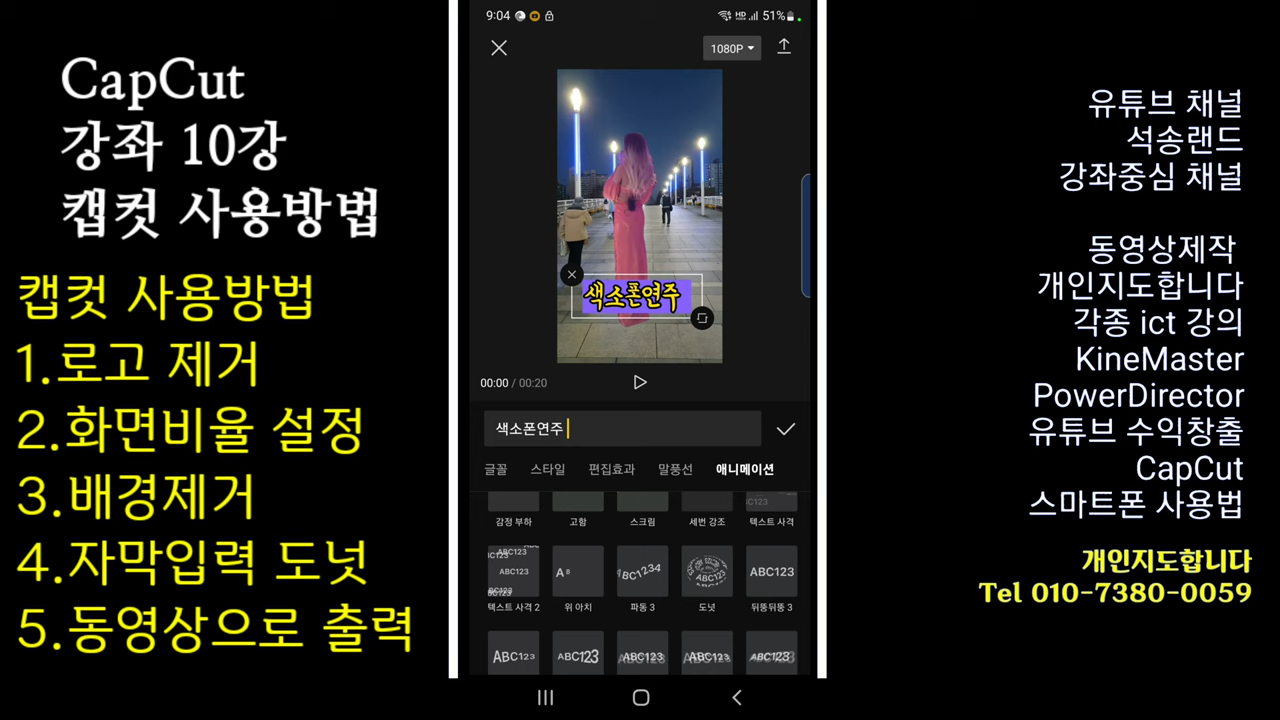 CapCut
강좌 10강
캡컷 사용방법
캡컷 사용방법
1.로고 제거
2.화면비율 설정
3.배경제거
4.자막입력 도넛
5.동영상으로 출력
9:04
HD
51%
1080P
색소폰연주
00:00 / 00:20
색소폰연주
글꼴 스타일 편집효과 말풍선 애니메이션
감정 부하 고함 스크림 세번 강조 텍스트 사격
ABC123 A B ABC1234 ABC123 ABC123
텍스트 사격 2 위 아치 파동 3 도넛 뒤뚱뒤뚱 3
ABC123 ABC123 ABC123 ABC123 ABC123
유튜브 채널
석송랜드
강좌중심 채널
동영상제작
개인지도합니다
각종 ict 강의
KineMaster
PowerDirector
유튜브 수익창출
CapCut
스마트폰 사용법
개인지도합니다
Tel 010-7380-0059